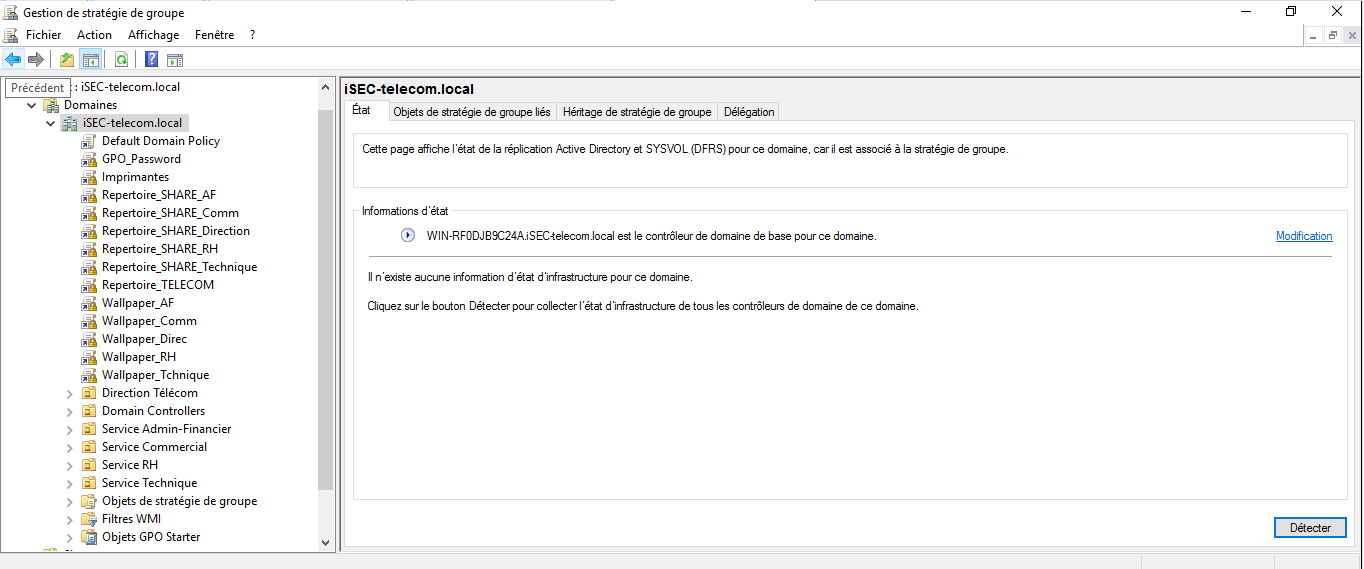 Gestion de stratégie de groupe
Fichier Action Affichage Fenêtre ?
Précédent : iSEC-telecom.local
Domaines
iSEC-telecom.local
Default Domain Policy
GPO_Password
Imprimantes
Repertoire_SHARE_AF
Repertoire_SHARE_Comm
Repertoire_SHARE_Direction
Repertoire_SHARE_RH
Repertoire_SHARE_Technique
Repertoire_TELECOM
Wallpaper_AF
Wallpaper_Comm
Wallpaper_Direc
Wallpaper_RH
Wallpaper_Tchnique
Direction Télécom
Domain Controllers
Service Admin-Financier
Service Commercial
Service RH
Service Technique
Objets de stratégie de groupe
Filtres WMI
Objets GPO Starter
iSEC-telecom.local
État Objets de stratégie de groupe liés Héritage de stratégie de groupe Délégation
Cette page affiche l'état de la réplication Active Directory et SYSVOL (DFRS) pour ce domaine, car il est associé à la stratégie de groupe.
Informations d'état
WIN-RF0DJB9C24A.iSEC-telecom.local est le contrôleur de domaine de base pour ce domaine. Modification
Il n'existe aucune information d'état d'infrastructure pour ce domaine.
Cliquez sur le bouton Détecter pour collecter l'état d'infrastructure de tous les contrôleurs de domaine de ce domaine.
Détecter